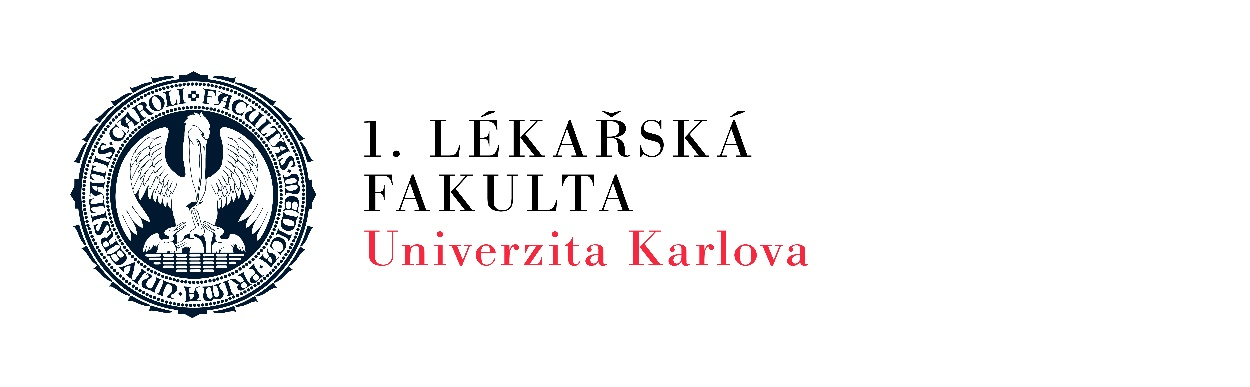 UNIVERSITATIS·CAROLI·FACULTAS·MEDICA·PRIMA·
1. LÉKAŘSKÁ
FAKULTA
Univerzita Karlova